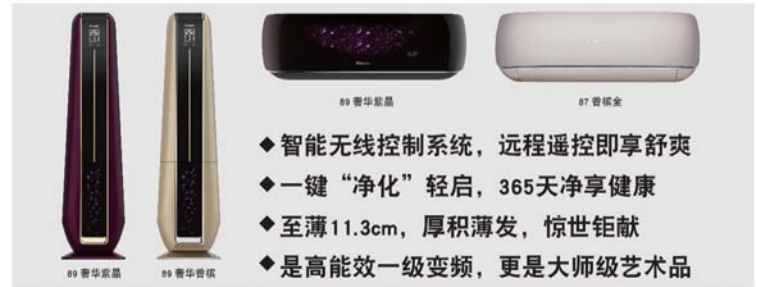 89 奢华紫晶
87 香槟金
◆智能无线控制系统，远程遥控即享舒爽
◆一键“净化”轻启，365天净享健康
◆至薄11.3cm，厚积薄发，惊世钜献
◆是高能效一级变频，更是大师级艺术品
89 奢华紫晶
89 奢华香槟